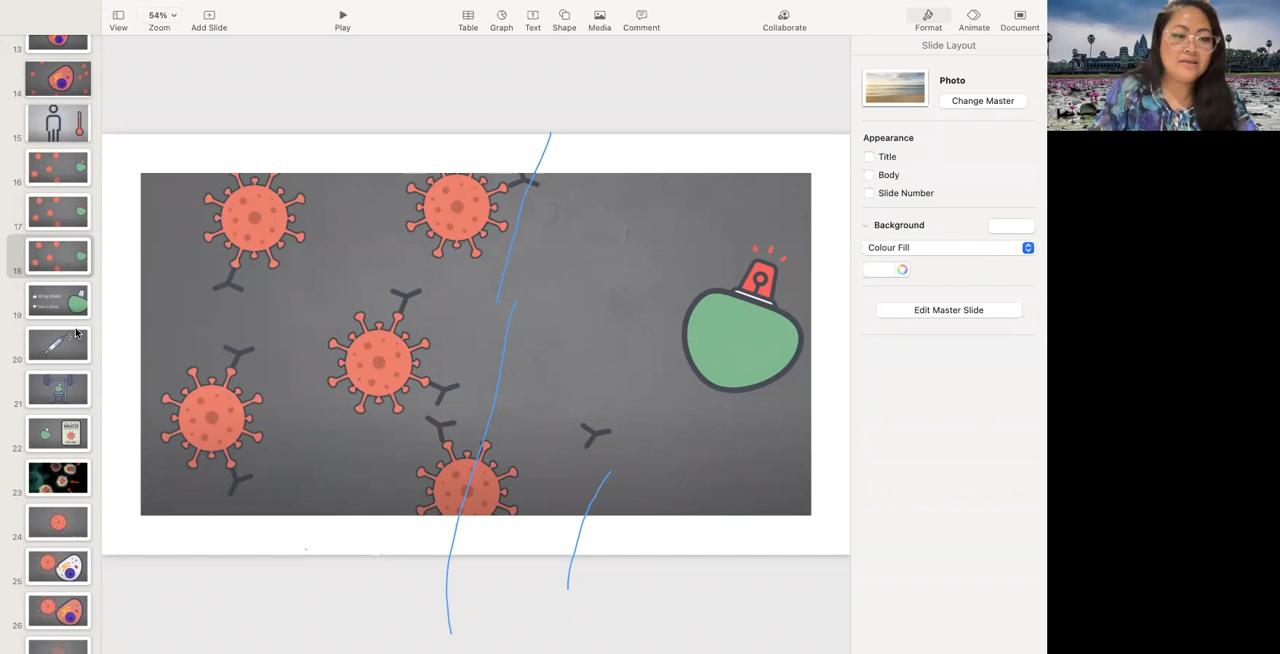 View
54%
Zoom
Add Slide
Play
Table
Graph
Text
Shape
Media
Comment
Collaborate
Format
Animate
Document
13
14
15
16
17
18
19
20
21
22
23
24
25
26
Slide Layout
Photo
Change Master
Appearance
Title
Body
Slide Number
Background
Colour Fill
Edit Master Slide